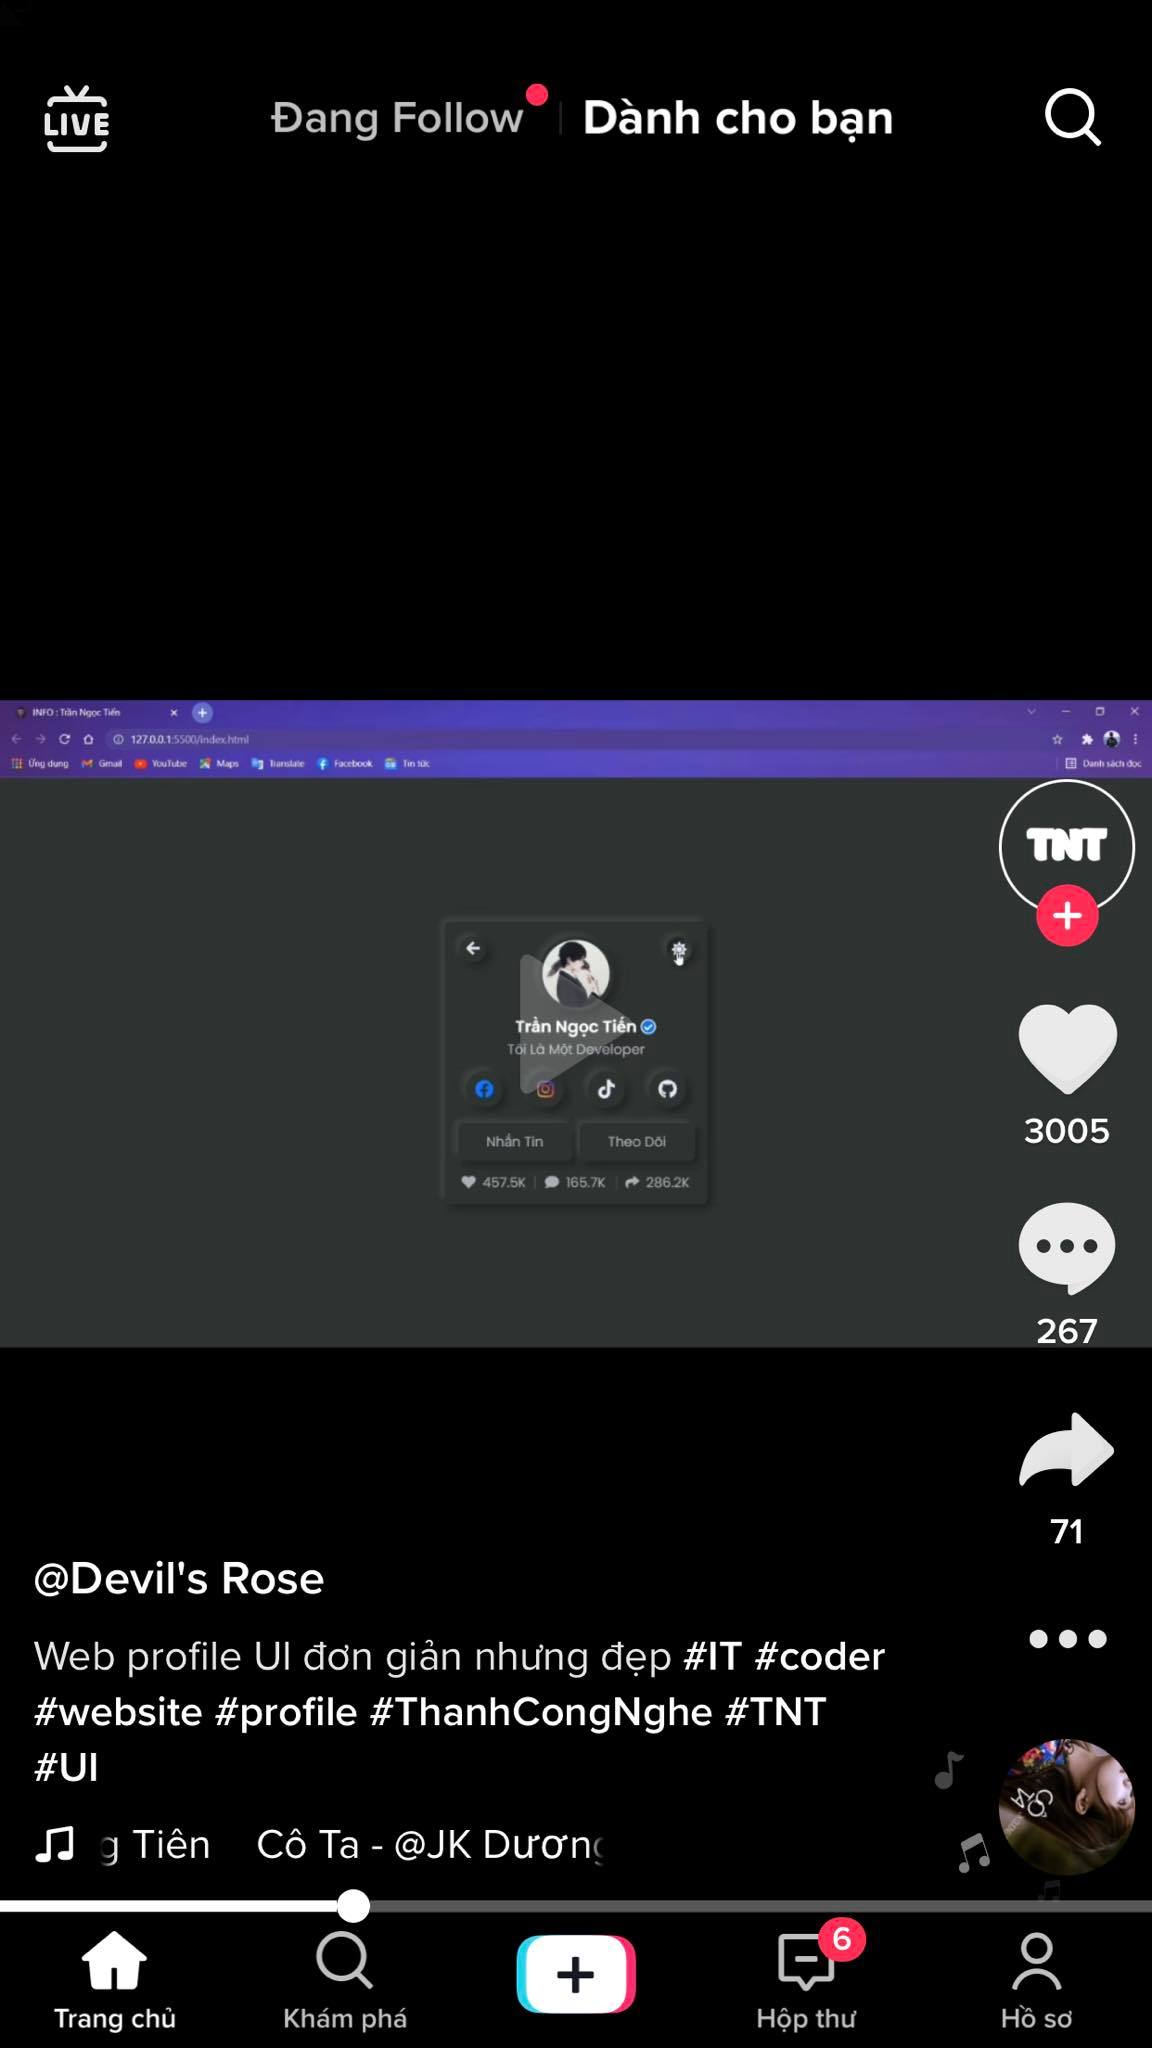 LIVE
Đang Follow
Dành cho bạn
INFO : Trần Ngọc Tiến
127.0.0.1:5500/index.html
Ứng dụng Gmail YouTube Maps Translate Facebook Tin tức
Danh sách đọc
TNT
Trần Ngọc Tiến
Tôi Là Một Developer
Nhắn Tin
Theo Dõi
457.5K
165.7K
286.2K
3005
267
71
@Devil's Rose
Web profile UI đơn giản nhưng đẹp #IT #coder
#website #profile #ThanhCongNghe #TNT
#UI
g Tiên Cô Ta - @JK Dương
CÔ TA
Trang chủ
Khám phá
6
Hộp thư
Hồ sơ